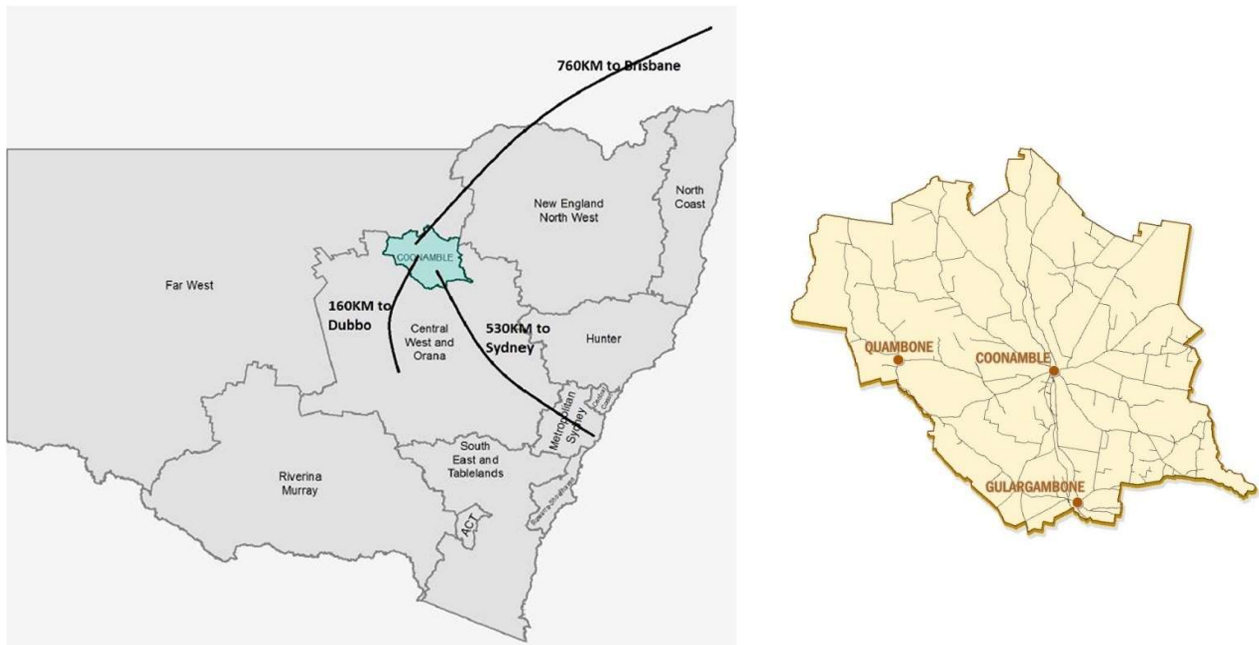 760KM to Brisbane
North
Coast
New England
North West
COONAMBLE
Far West
160KM to
Dubbo
530KM to
Sydney
Central
West and
Orana
Hunter
Central
Coast
Metropolitan
Sydney
South
East and
Tablelands
Riverina
Murray
Illawarra-Shoalhaven
ACT
QUAMBONE
COONAMBLE
GULARGAMBONE